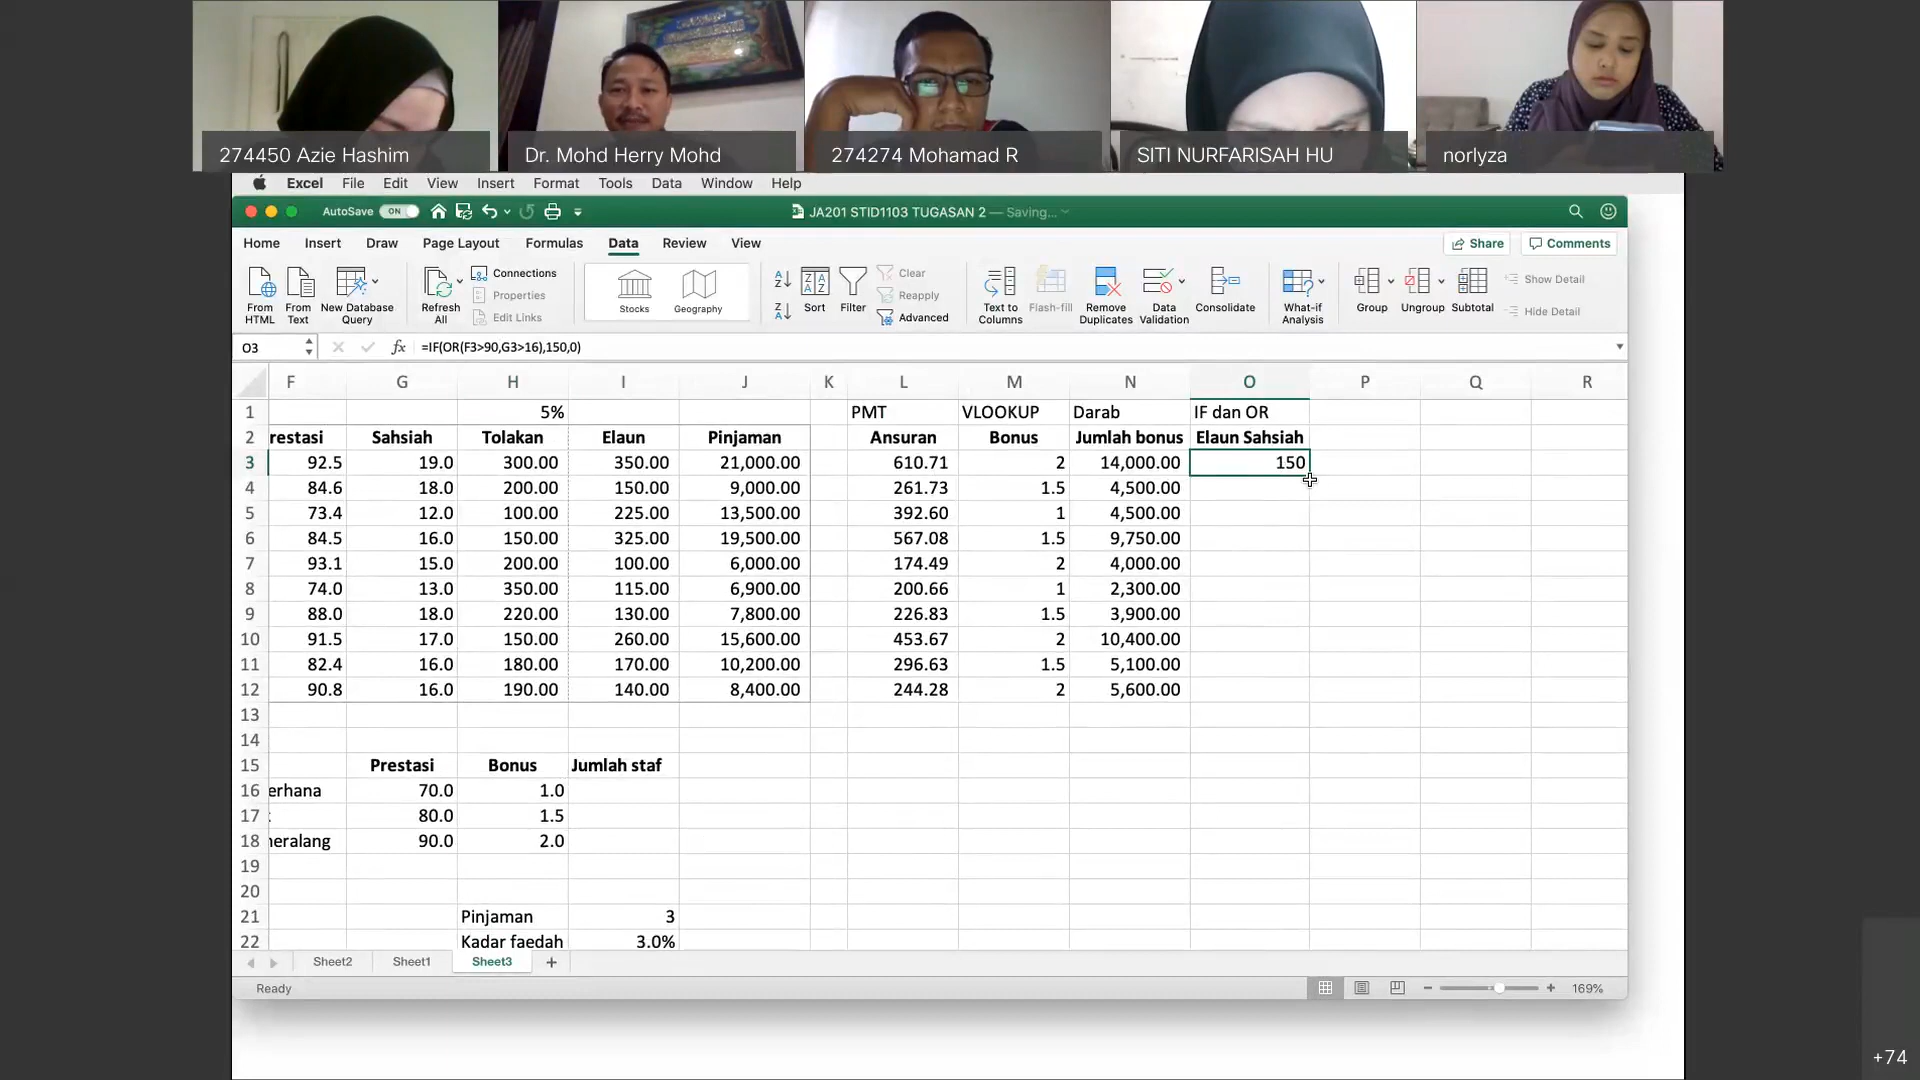 274450 Azie Hashim
Dr. Mohd Herry Mohd
274274 Mohamad R
SITI NURFARISAH HU
norlyza
Excel File Edit View Insert Format Tools Data Window Help
AutoSave ON JA201 STID1103 TUGASAN 2 — Saving...
Home Insert Draw Page Layout Formulas Data Review View Share Comments
From HTML
From Text
New Database Query
Refresh All
Connections
Properties
Edit Links
Stocks
Geography
Sort
Filter
Clear
Reapply
Advanced
Text to Columns
Flash-fill
Remove Duplicates
Data Validation
Consolidate
What-if Analysis
Group
Ungroup
Subtotal
Show Detail
Hide Detail
O3 fx =IF(OR(F3>90,G3>16),150,0)
F G H I J K L M N O P Q R
1 5% PMT VLOOKUP Darab IF dan OR
2 restasi Sahsiah Tolakan Elaun Pinjaman Ansuran Bonus Jumlah bonus Elaun Sahsiah
3 92.5 19.0 300.00 350.00 21,000.00 610.71 2 14,000.00 150
4 84.6 18.0 200.00 150.00 9,000.00 261.73 1.5 4,500.00
5 73.4 12.0 100.00 225.00 13,500.00 392.60 1 4,500.00
6 84.5 16.0 150.00 325.00 19,500.00 567.08 1.5 9,750.00
7 93.1 15.0 200.00 100.00 6,000.00 174.49 2 4,000.00
8 74.0 13.0 350.00 115.00 6,900.00 200.66 1 2,300.00
9 88.0 18.0 220.00 130.00 7,800.00 226.83 1.5 3,900.00
10 91.5 17.0 150.00 260.00 15,600.00 453.67 2 10,400.00
11 82.4 16.0 180.00 170.00 10,200.00 296.63 1.5 5,100.00
12 90.8 16.0 190.00 140.00 8,400.00 244.28 2 5,600.00
13
14
15 Prestasi Bonus Jumlah staf
16 erhana 70.0 1.0
17 80.0 1.5
18 neralang 90.0 2.0
19
20
21 Pinjaman 3
22 Kadar faedah 3.0%
Sheet2 Sheet1 Sheet3 +
Ready 169%
+74